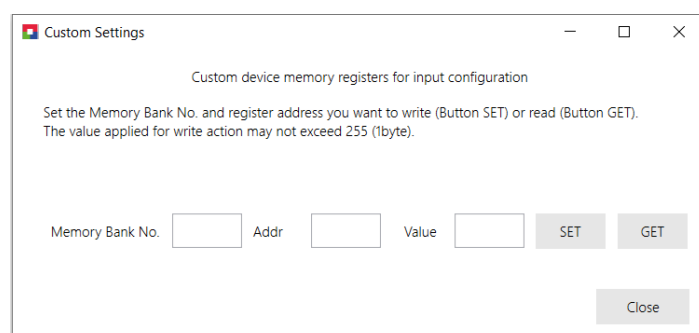 Custom Settings
Custom device memory registers for input configuration
Set the Memory Bank No. and register address you want to write (Button SET) or read (Button GET).
The value applied for write action may not exceed 255 (1byte).
Memory Bank No. Addr Value SET GET
Close